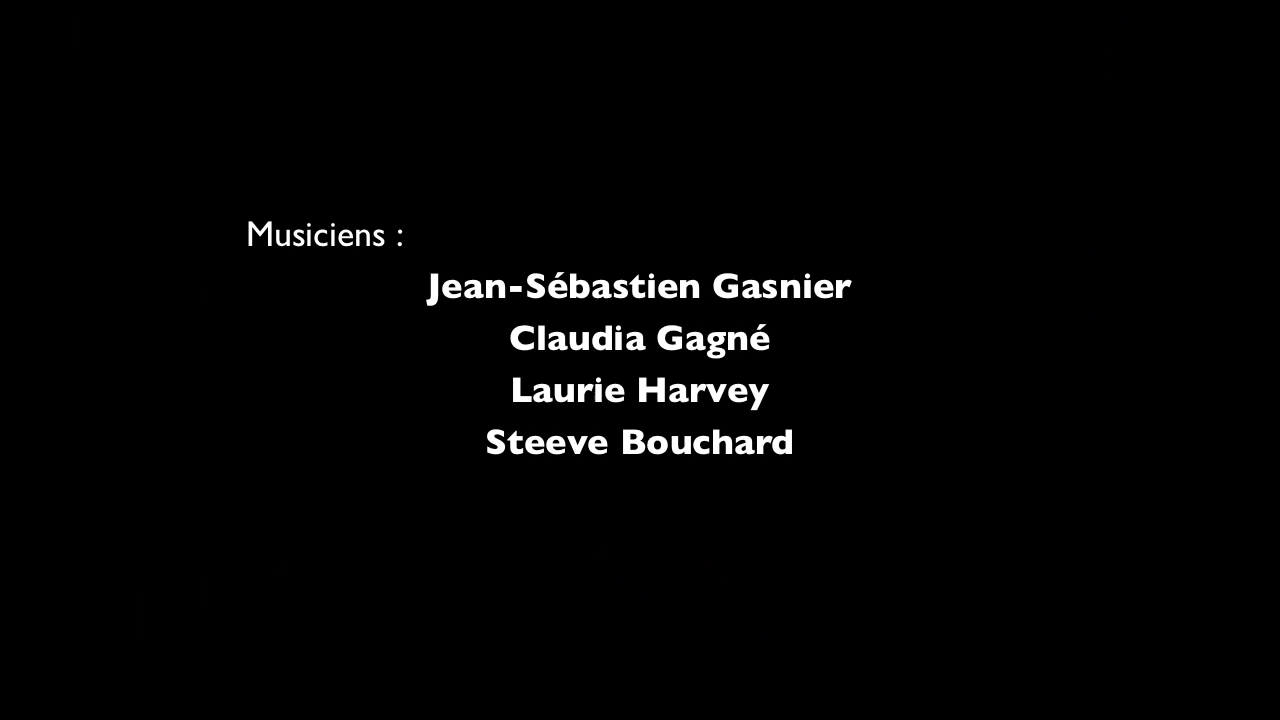 Musiciens :
Jean-Sébastien Gasnier
Claudia Gagné
Laurie Harvey
Steeve Bouchard